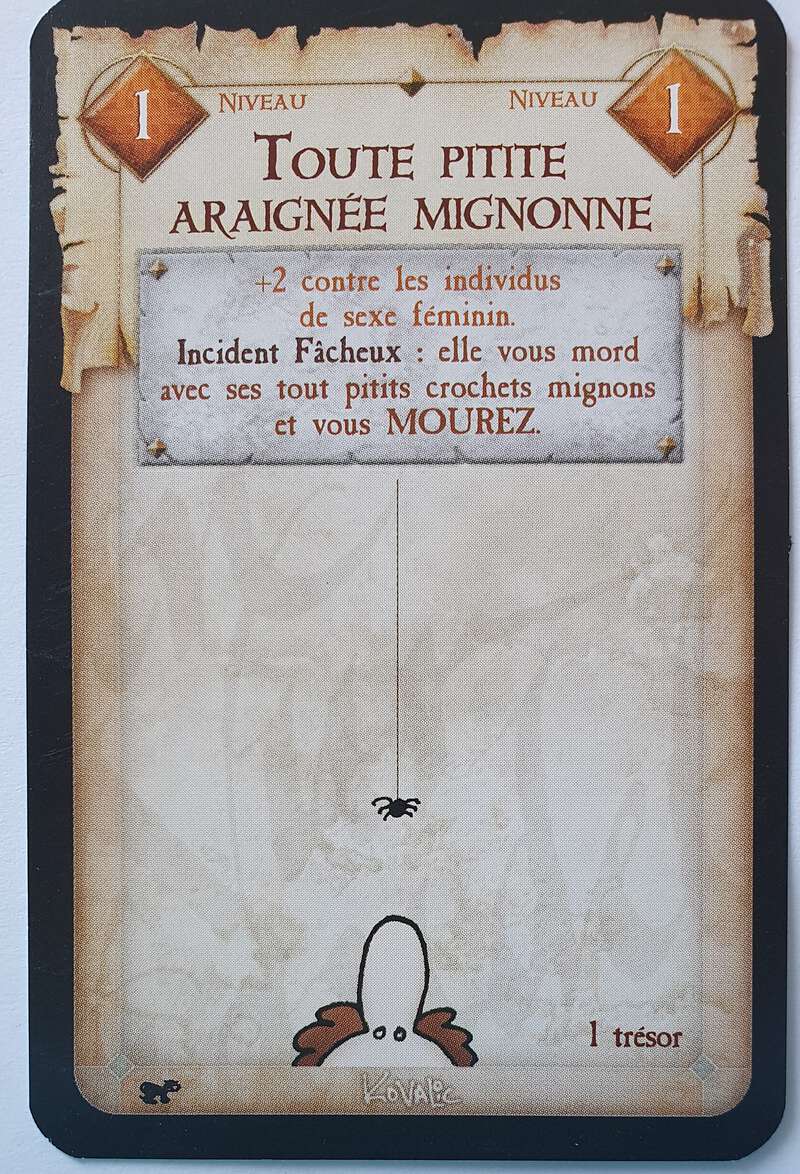 1 NIVEAU NIVEAU 1
TOUTE PITITE
ARAIGNÉE MIGNONNE
+2 contre les individus
de sexe féminin.
Incident Fâcheux : elle vous mord
avec ses tout pitits crochets mignons
et vous MOUREZ.
1 trésor
KOVALIC